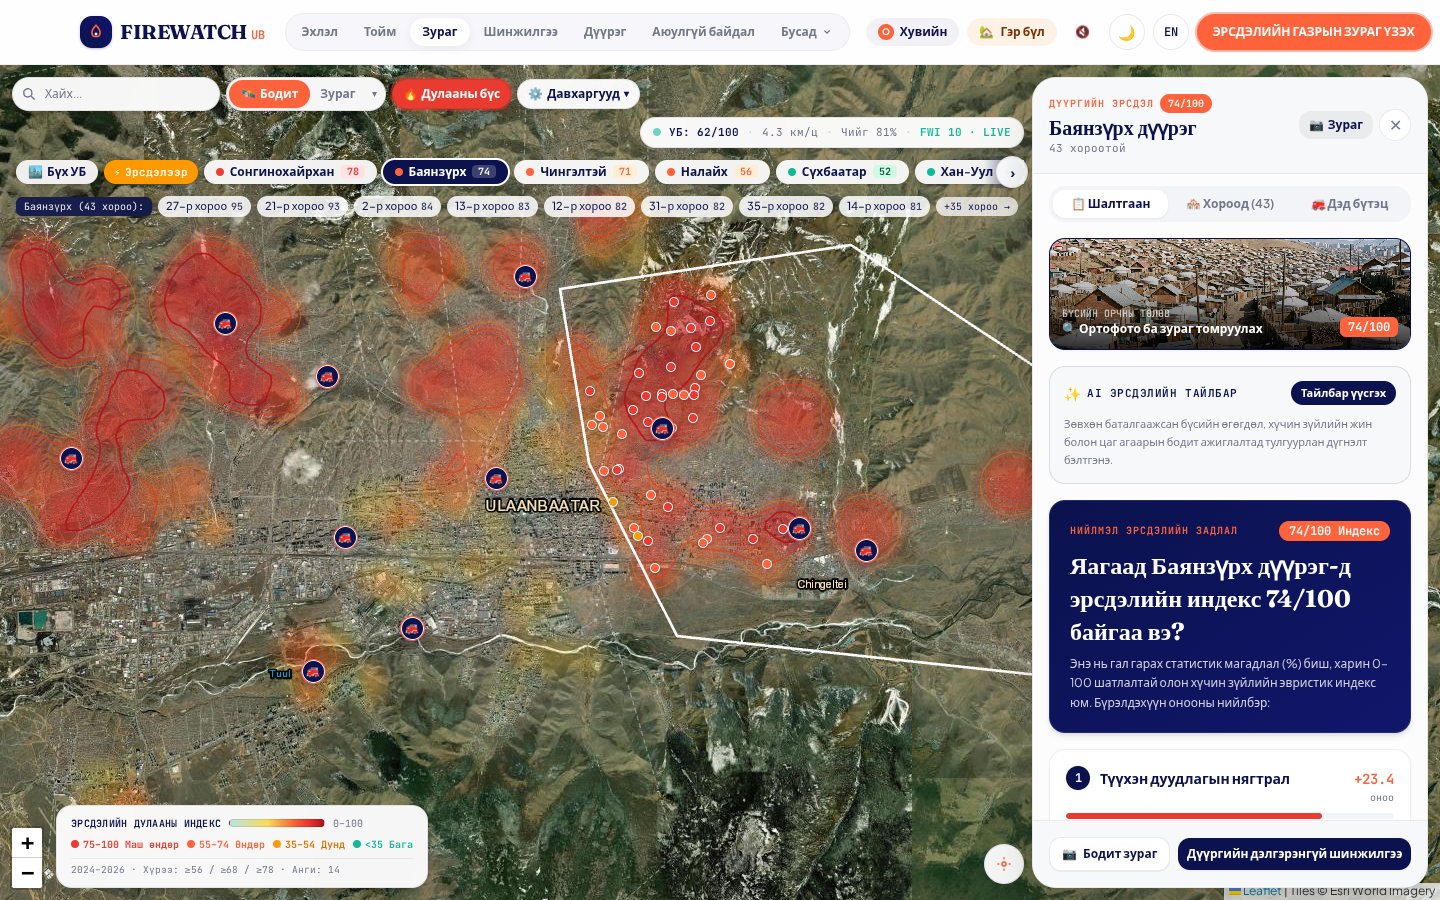 FIREWATCH UB
Эхлэл Тойм Зураг Шинжилгээ Дүүрэг Аюулгүй байдал Бусад
Хувийн Гэр бүл EN ЭРСДЭЛИЙН ГАЗРЫН ЗУРАГ ҮЗЭХ
Хайх... Бодит Зураг Дулааны бүс Давхаргууд
УБ: 62/100 · 4.3 км/ц · Чийг 81% · FWI 10 · LIVE
Бүх УБ Эрсдэлээр Сонгинохайрхан 78 Баянзүрх 74 Чингэлтэй 71 Налайх 56 Сүхбаатар 52 Хан-Уул
Баянзүрх (43 хороо): 27-р хороо 95 21-р хороо 93 2-р хороо 84 13-р хороо 83 12-р хороо 82 31-р хороо 82 35-р хороо 82 14-р хороо 81 +35 хороо →
ULAANBAATAR
Chingeltei
Tuul
ЭРСДЭЛИЙН ДУЛААНЫ ИНДЕКС 0-100
75-100 Маш өндөр 55-74 Өндөр 35-54 Дунд <35 Бага
2024-2026 · Хүрээ: ≥56 / ≥68 / ≥78 · Анги: 14
+
−
ДҮҮРГИЙН ЭРСДЭЛ 74/100
Баянзүрх дүүрэг
43 хороотой
Зураг
Шалтгаан Хороод (43) Дэд бүтэц
БҮСИЙН ОРЧНЫ ТӨЛӨВ
Ортофото ба зураг томруулах 74/100
AI ЭРСДЭЛИЙН ТАЙЛБАР Тайлбар үүсгэх
Зөвхөн баталгаажсан бүсийн өгөгдөл, хүчин зүйлийн жин
болон цаг агаарын бодит ажиглалтад тулгуурлан дүгнэлт
бэлтгэнэ.
НИЙЛМЭЛ ЭРСДЭЛИЙН ЗАДЛАЛ 74/100 Индекс
Яагаад Баянзүрх дүүрэг-д
эрсдэлийн индекс 74/100
байгаа вэ?
Энэ нь гал гарах статистик магадлал (%) биш, харин 0-
100 шатлалтай олон хүчин зүйлийн эвристик индекс
юм. Бүрэлдэхүүн онооны нийлбэр:
1 Түүхэн дуудлагын нягтрал +23.4
оноо
Бодит зураг Дүүргийн дэлгэрэнгүй шинжилгээ
Leaflet | Tiles © Esri World Imagery